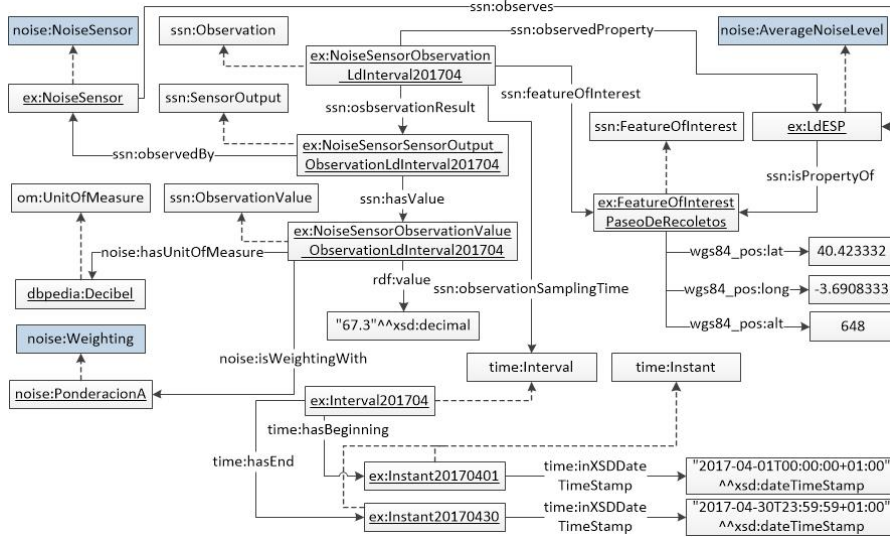 ssn:observes
noise:NoiseSensor
ssn:Observation
ssn:observedProperty
noise:AverageNoiseLevel
ex:NoiseSensorObservation
LdInterval201704
ex:NoiseSensor
ssn:SensorOutput
ssn:osbservationResult
ssn:featureOfInterest
ssn:FeatureOfInterest
ex:LdESP
ex:NoiseSensorSensorOutput
ObservationLdInterval201704
ssn:observedBy
ssn:isPropertyOf
om:UnitOfMeasure
ssn:ObservationValue
ssn:hasValue
ex:FeatureOfInterest
PaseoDeRecoletos
ex:NoiseSensorObservationValue
ObservationLdInterval201704
noise:hasUnitOfMeasure
wgs84_pos:lat
40.423332
rdf:value
ssn:observationSamplingTime
wgs84_pos:long
-3.6908333
dbpedia:Decibel
"67.3"^^xsd:decimal
wgs84_pos:alt
648
noise:Weighting
noise:isWeightingWith
time:Interval
time:Instant
noise:PonderacionA
ex:Interval201704
time:hasBeginning
time:hasEnd
ex:Instant20170401
time:inXSDDate
TimeStamp
"2017-04-01T00:00:00+01:00"
^^xsd:dateTimeStamp
ex:Instant20170430
time:inXSDDate
TimeStamp
"2017-04-30T23:59:59+01:00"
^^xsd:dateTimeStamp